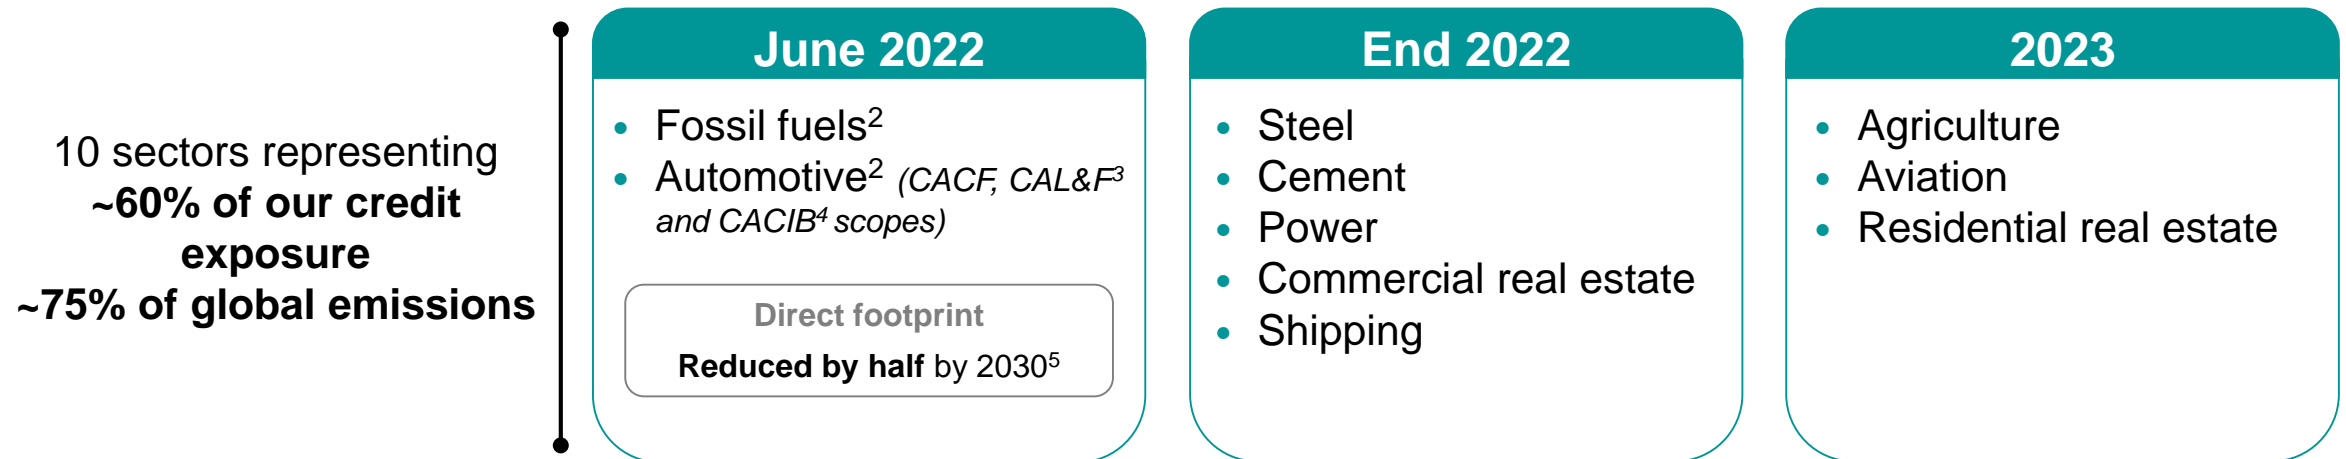 10 sectors representing
~60% of our credit
exposure
~75% of global emissions
June 2022
• Fossil fuels²
• Automotive² (CACF, CAL&F³
and CACIB⁴ scopes)
Direct footprint
Reduced by half by 2030⁵
End 2022
• Steel
• Cement
• Power
• Commercial real estate
• Shipping
2023
• Agriculture
• Aviation
• Residential real estate